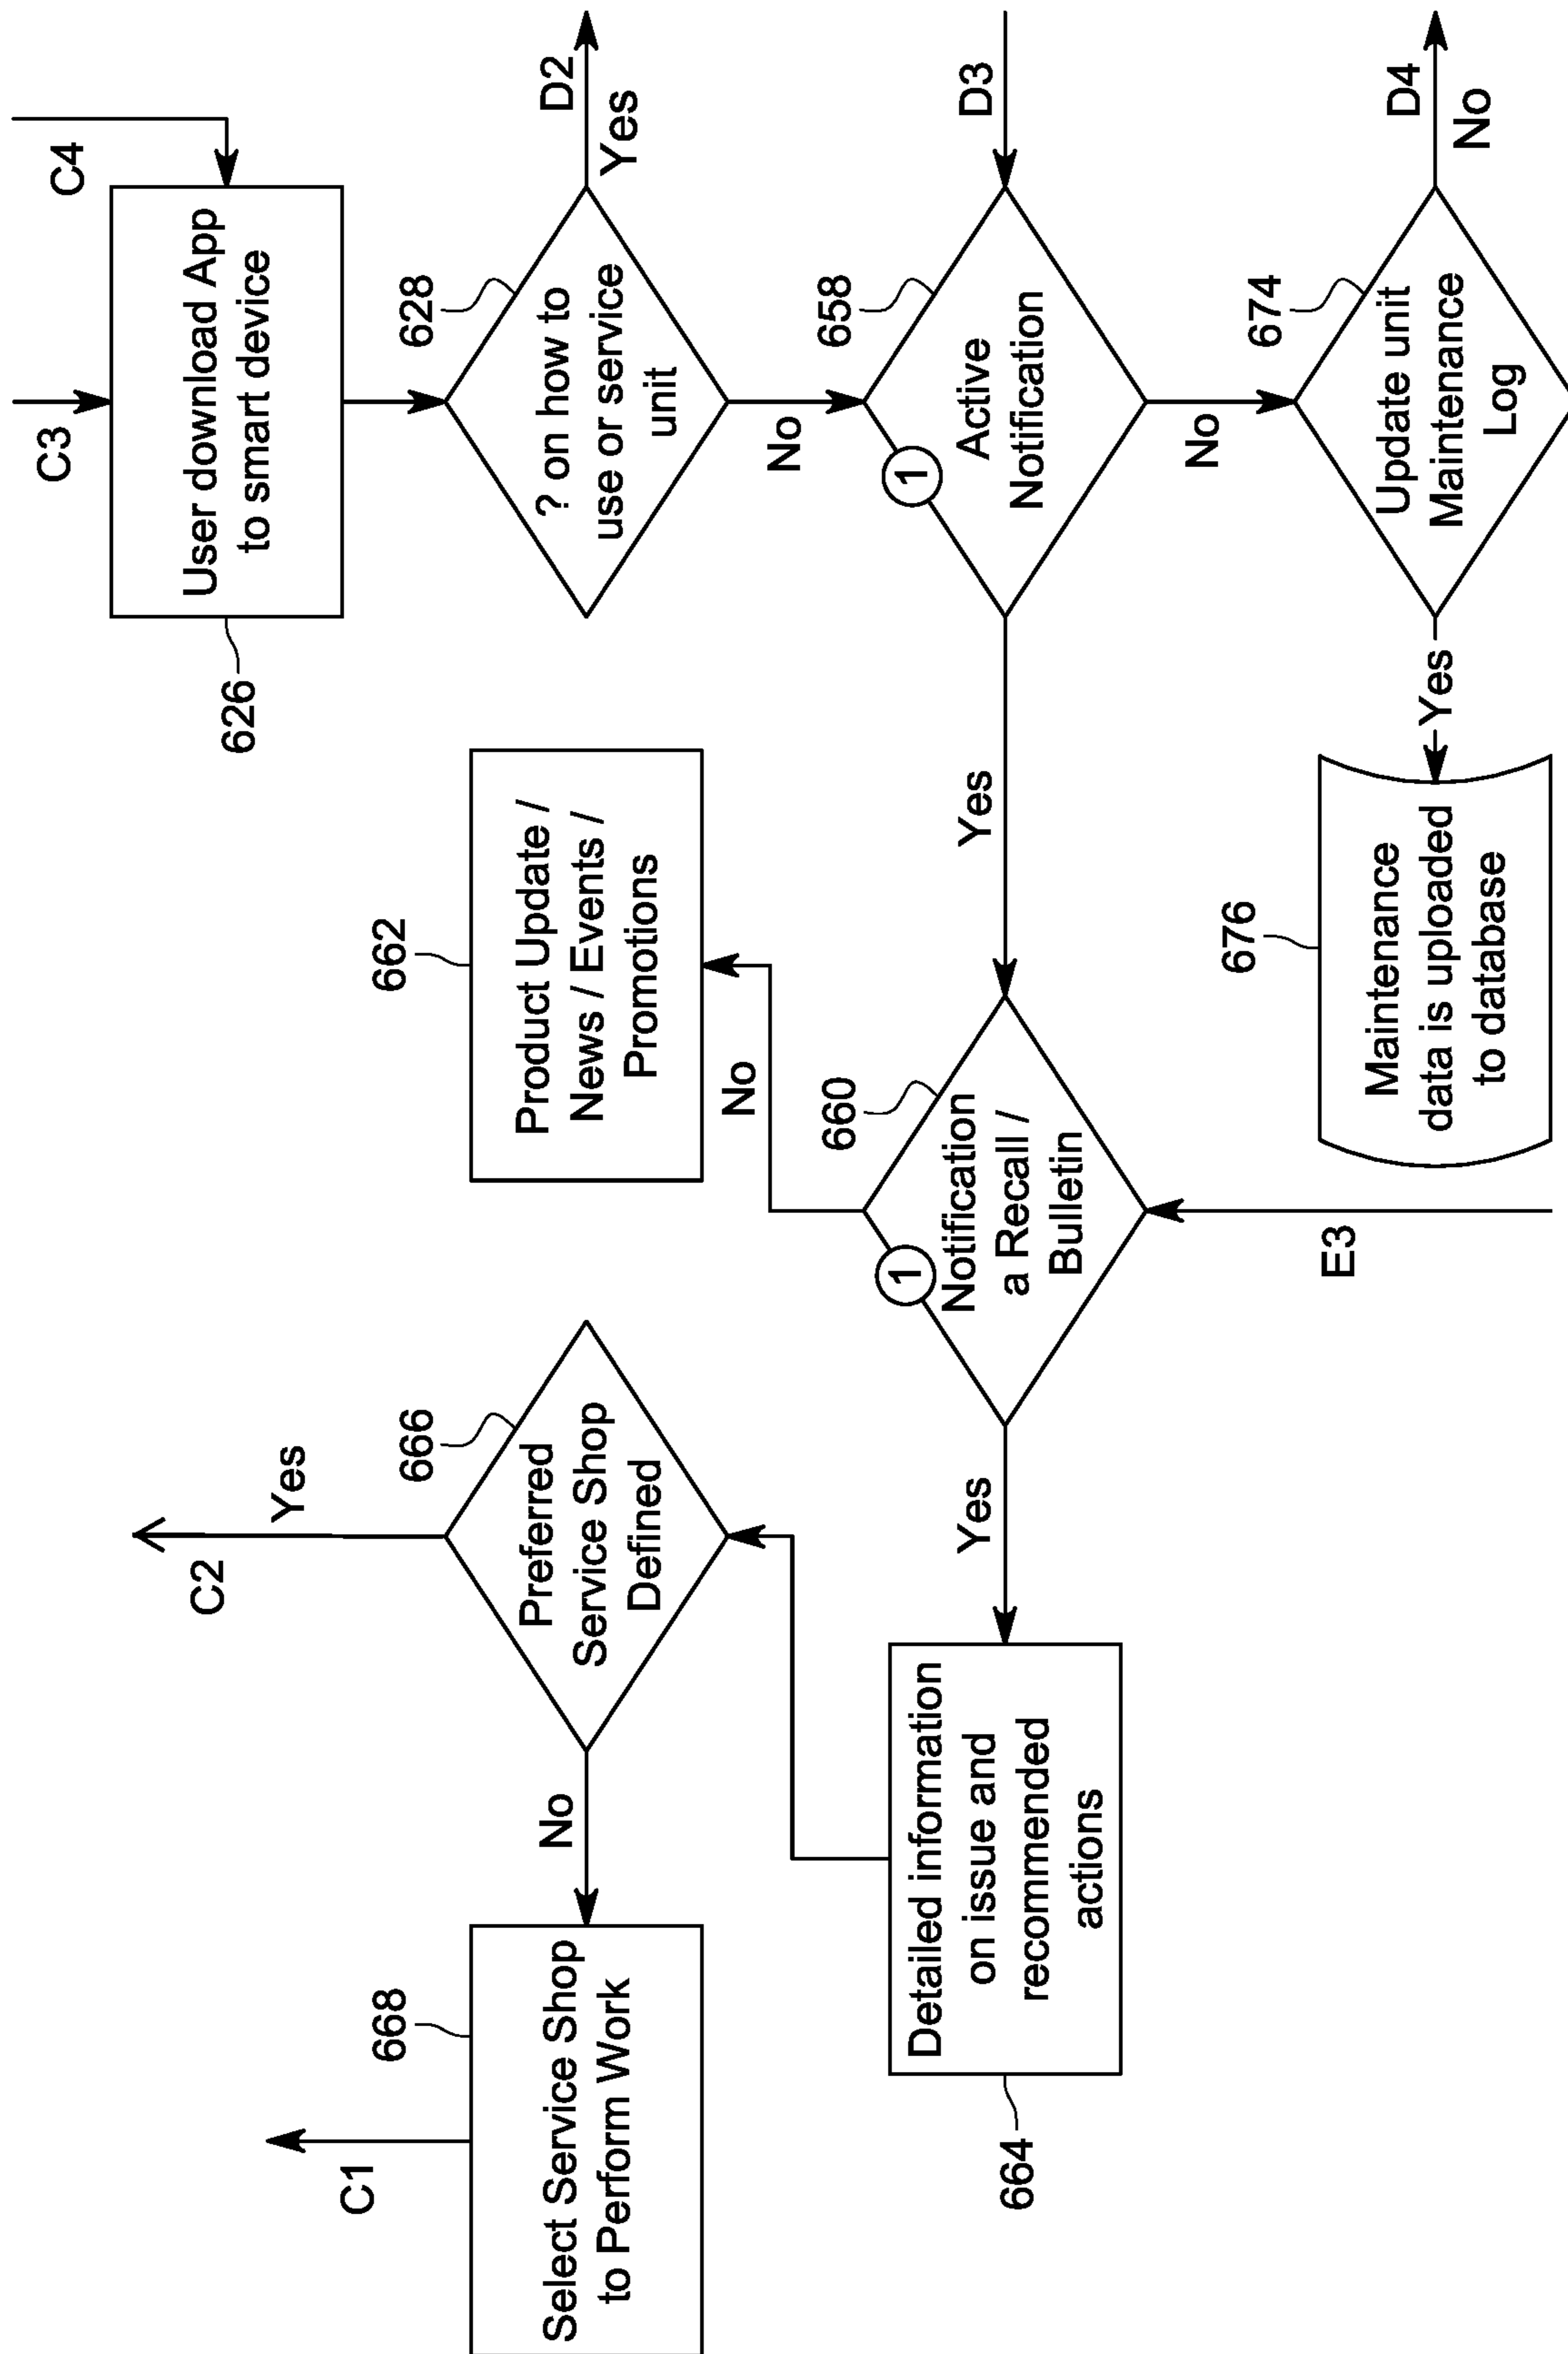 C3
C4
User download App
to smart device
626
? on how to
use or service
unit
628
D2
Yes
No
1
Active
Notification
658
D3
Yes
No
Update unit
Maintenance
Log
674
D4
No
Yes
Maintenance
data is uploaded
to database
676
1
Notification
a Recall /
Bulletin
660
E3
No
Product Update /
News / Events /
Promotions
662
Yes
Detailed information
on issue and
recommended
actions
664
Preferred
Service Shop
Defined
666
Yes
C2
No
Select Service Shop
to Perform Work
668
C1